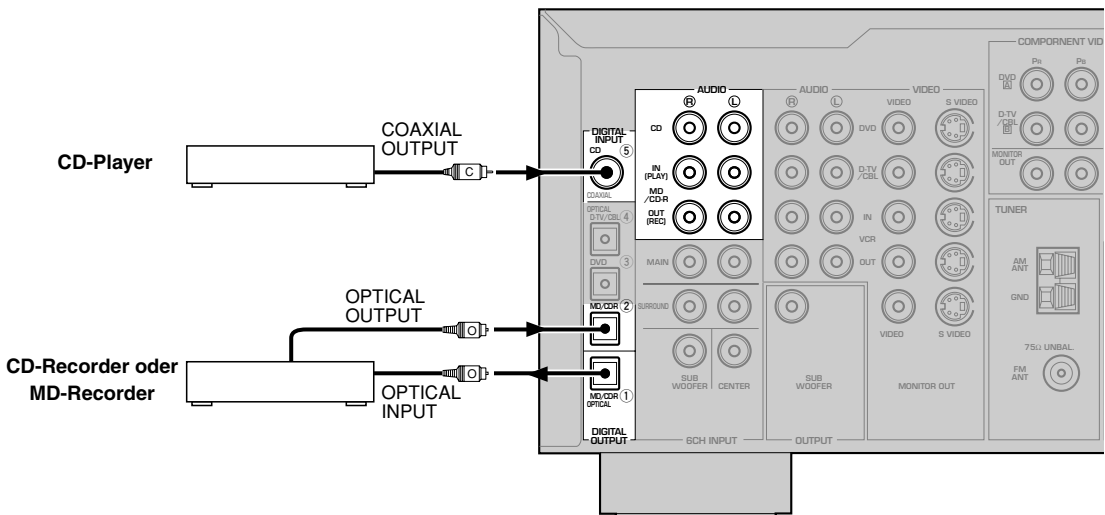 CD-Player
COAXIAL
OUTPUT
C
OPTICAL
OUTPUT
O
CD-Recorder oder
MD-Recorder
O
OPTICAL
INPUT
DIGITAL
INPUT
CD
⑤
COAXIAL
OPTICAL
D-TV/CBL
④
DVD
③
MD/CDR
②
MD/CDR
①
OPTICAL
DIGITAL
OUTPUT
AUDIO
Ⓡ Ⓛ
CD
IN
(PLAY)
MD
/CD-R
OUT
(REC)
MAIN
SURROUND
SUB
WOOFER
CENTER
6CH INPUT
AUDIO
Ⓡ Ⓛ
SUB
WOOFER
OUTPUT
VIDEO
VIDEO S VIDEO
DVD
D-TV
/CBL
IN
VCR
OUT
VIDEO S VIDEO
MONITOR OUT
COMPORNENT VID
PR PB
DVD
A
D-TV
/CBL
B
MONITOR
OUT
TUNER
AM
ANT
GND
75Ω UNBAL.
FM
ANT